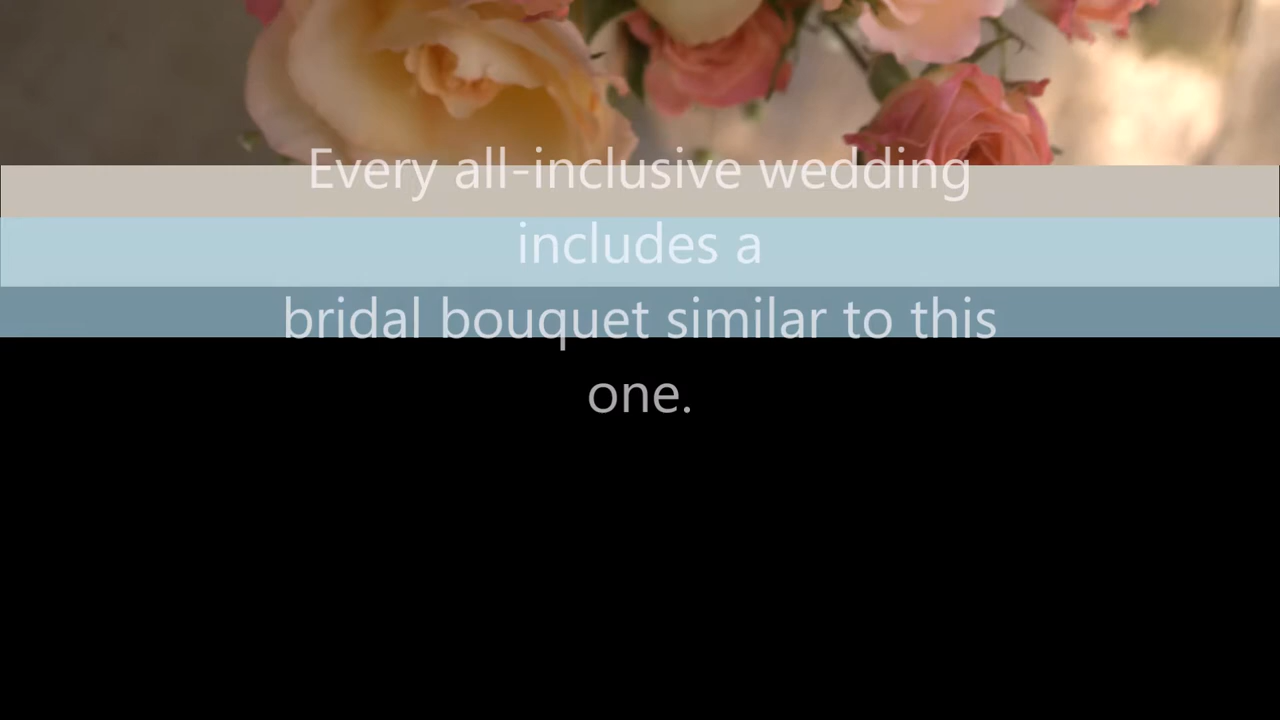 Every all-inclusive wedding
includes a
bridal bouquet similar to this
one.